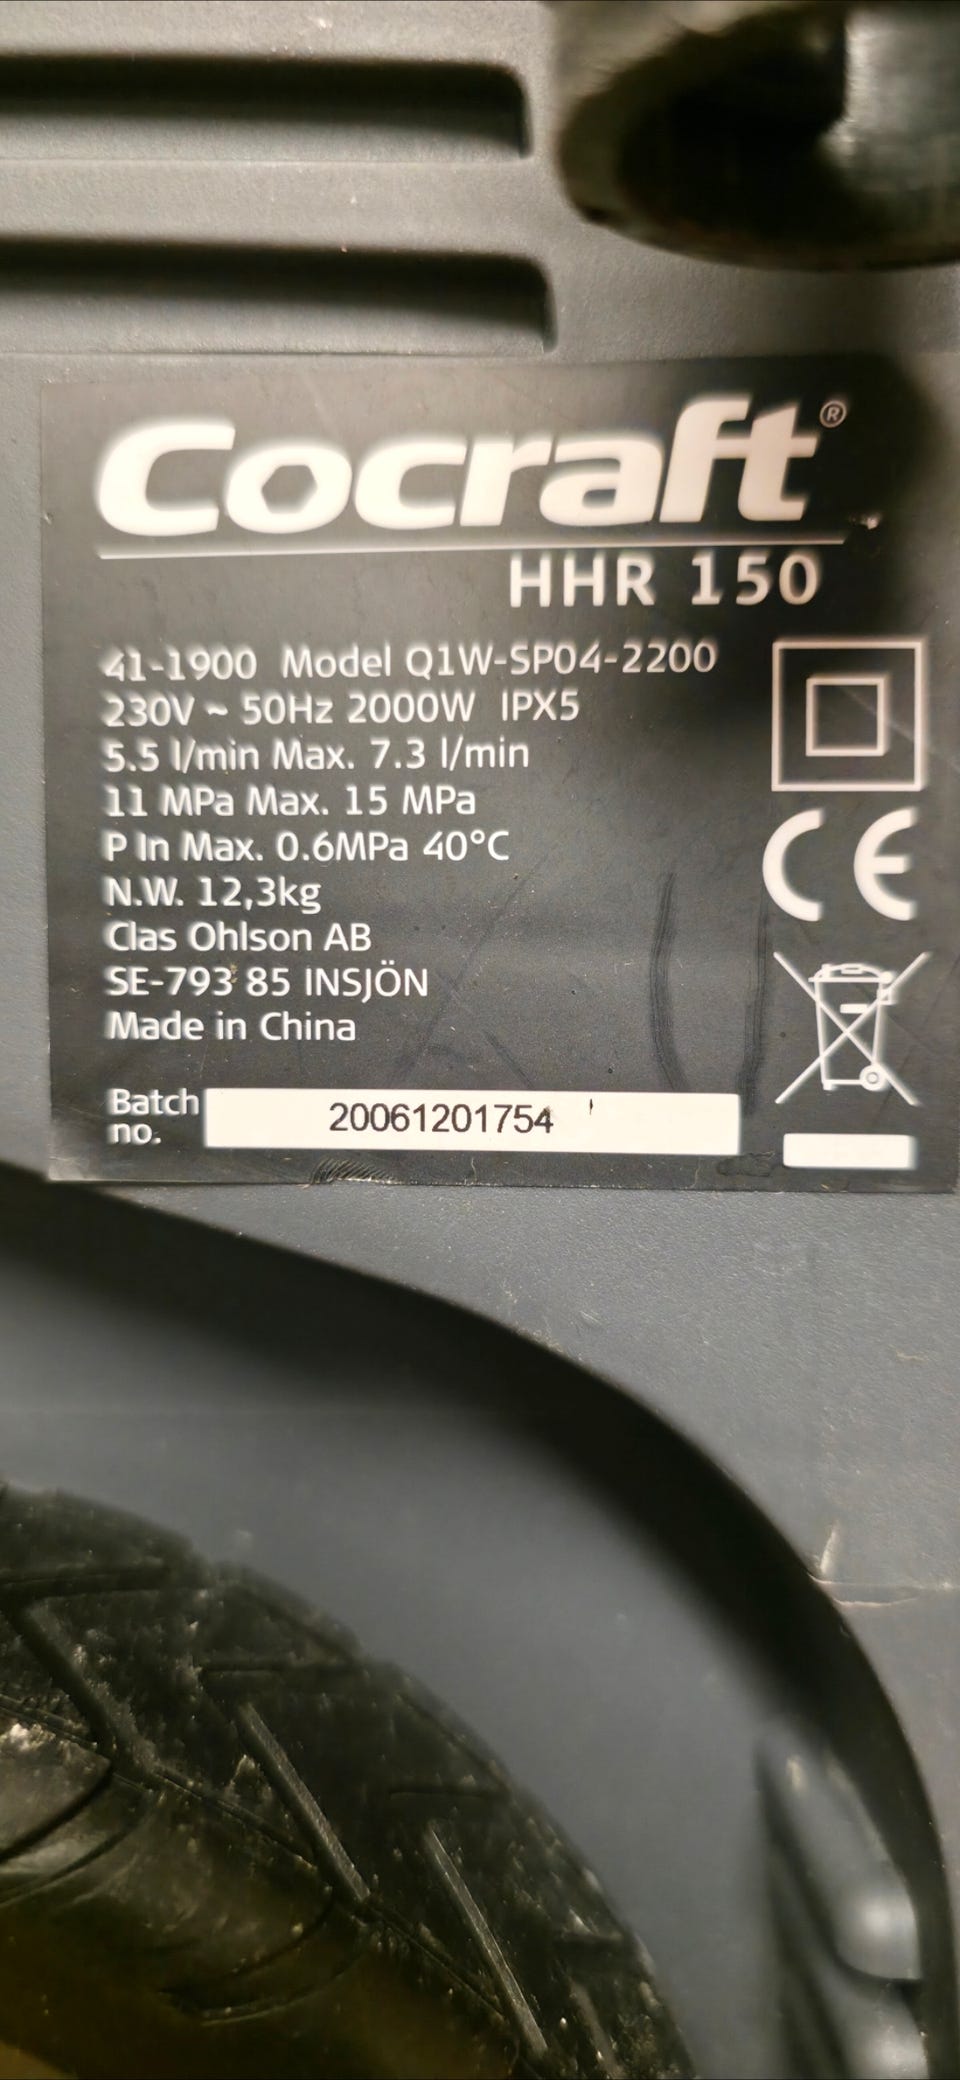 Cocraft®
HHR 150
41-1900 Model Q1W-SP04-2200
230V ~ 50Hz 2000W IPX5
5.5 l/min Max. 7.3 l/min
11 MPa Max. 15 MPa
P In Max. 0.6MPa 40°C
N.W. 12,3kg
Clas Ohlson AB
SE-793 85 INSJÖN
Made in China
CE
Batch no.
20061201754